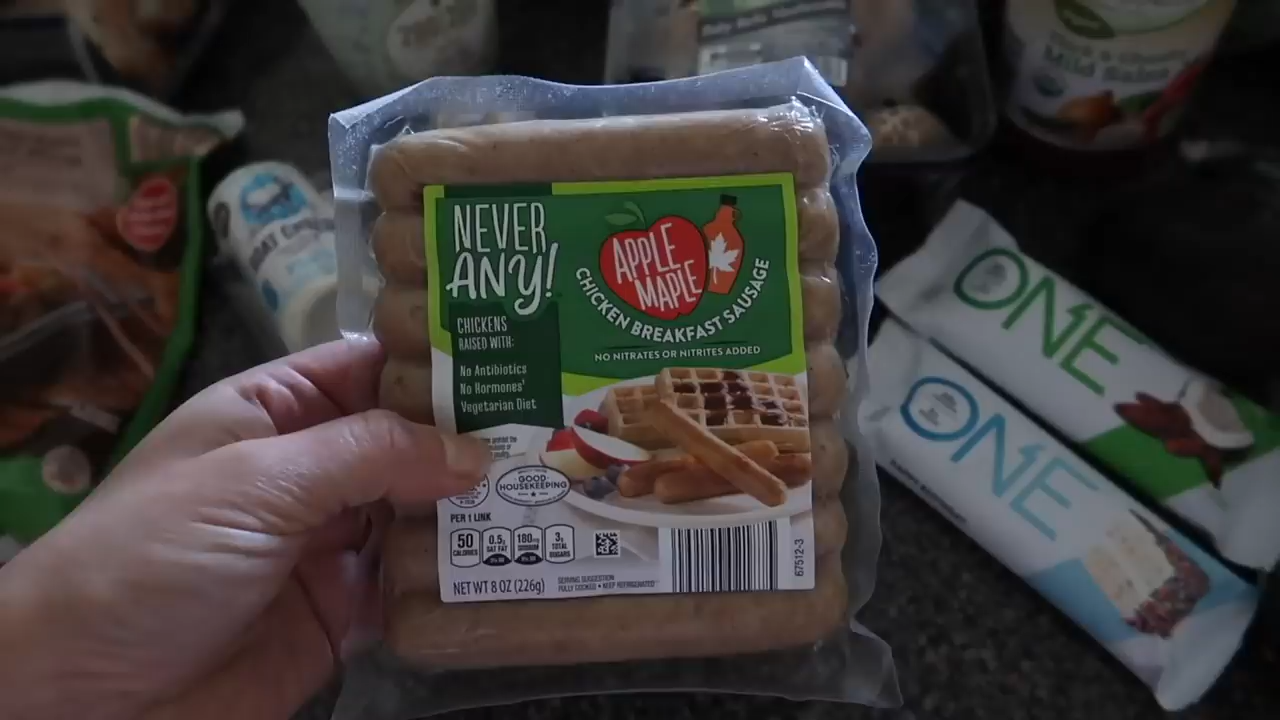 NEVER
ANY!
APPLE
MAPLE
CHICKEN BREAKFAST SAUSAGE
NO NITRATES OR NITRITES ADDED
CHICKENS
RAISED WITH:
No Antibiotics
No Hormones†
Vegetarian Diet
GOOD
HOUSEKEEPING
PER 1 LINK
50
CALORIES
0.5g
SAT FAT
180mg
SODIUM
3g
TOTAL
SUGARS
NET WT 8 OZ (226g)
SERVING SUGGESTION
FULLY COOKED • KEEP REFRIGERATED
67512-3
Mild Salsa
ONE
ONE